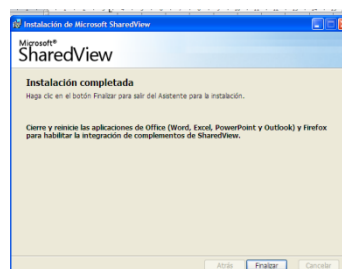 Instalación de Microsoft SharedView
Microsoft®
SharedView
Instalación completada
Haga clic en el botón Finalizar para salir del Asistente para la instalación.
Cierre y reinicie las aplicaciones de Office (Word, Excel, PowerPoint y Outlook) y Firefox
para habilitar la integración de complementos de SharedView.
Atrás Finalizar Cancelar